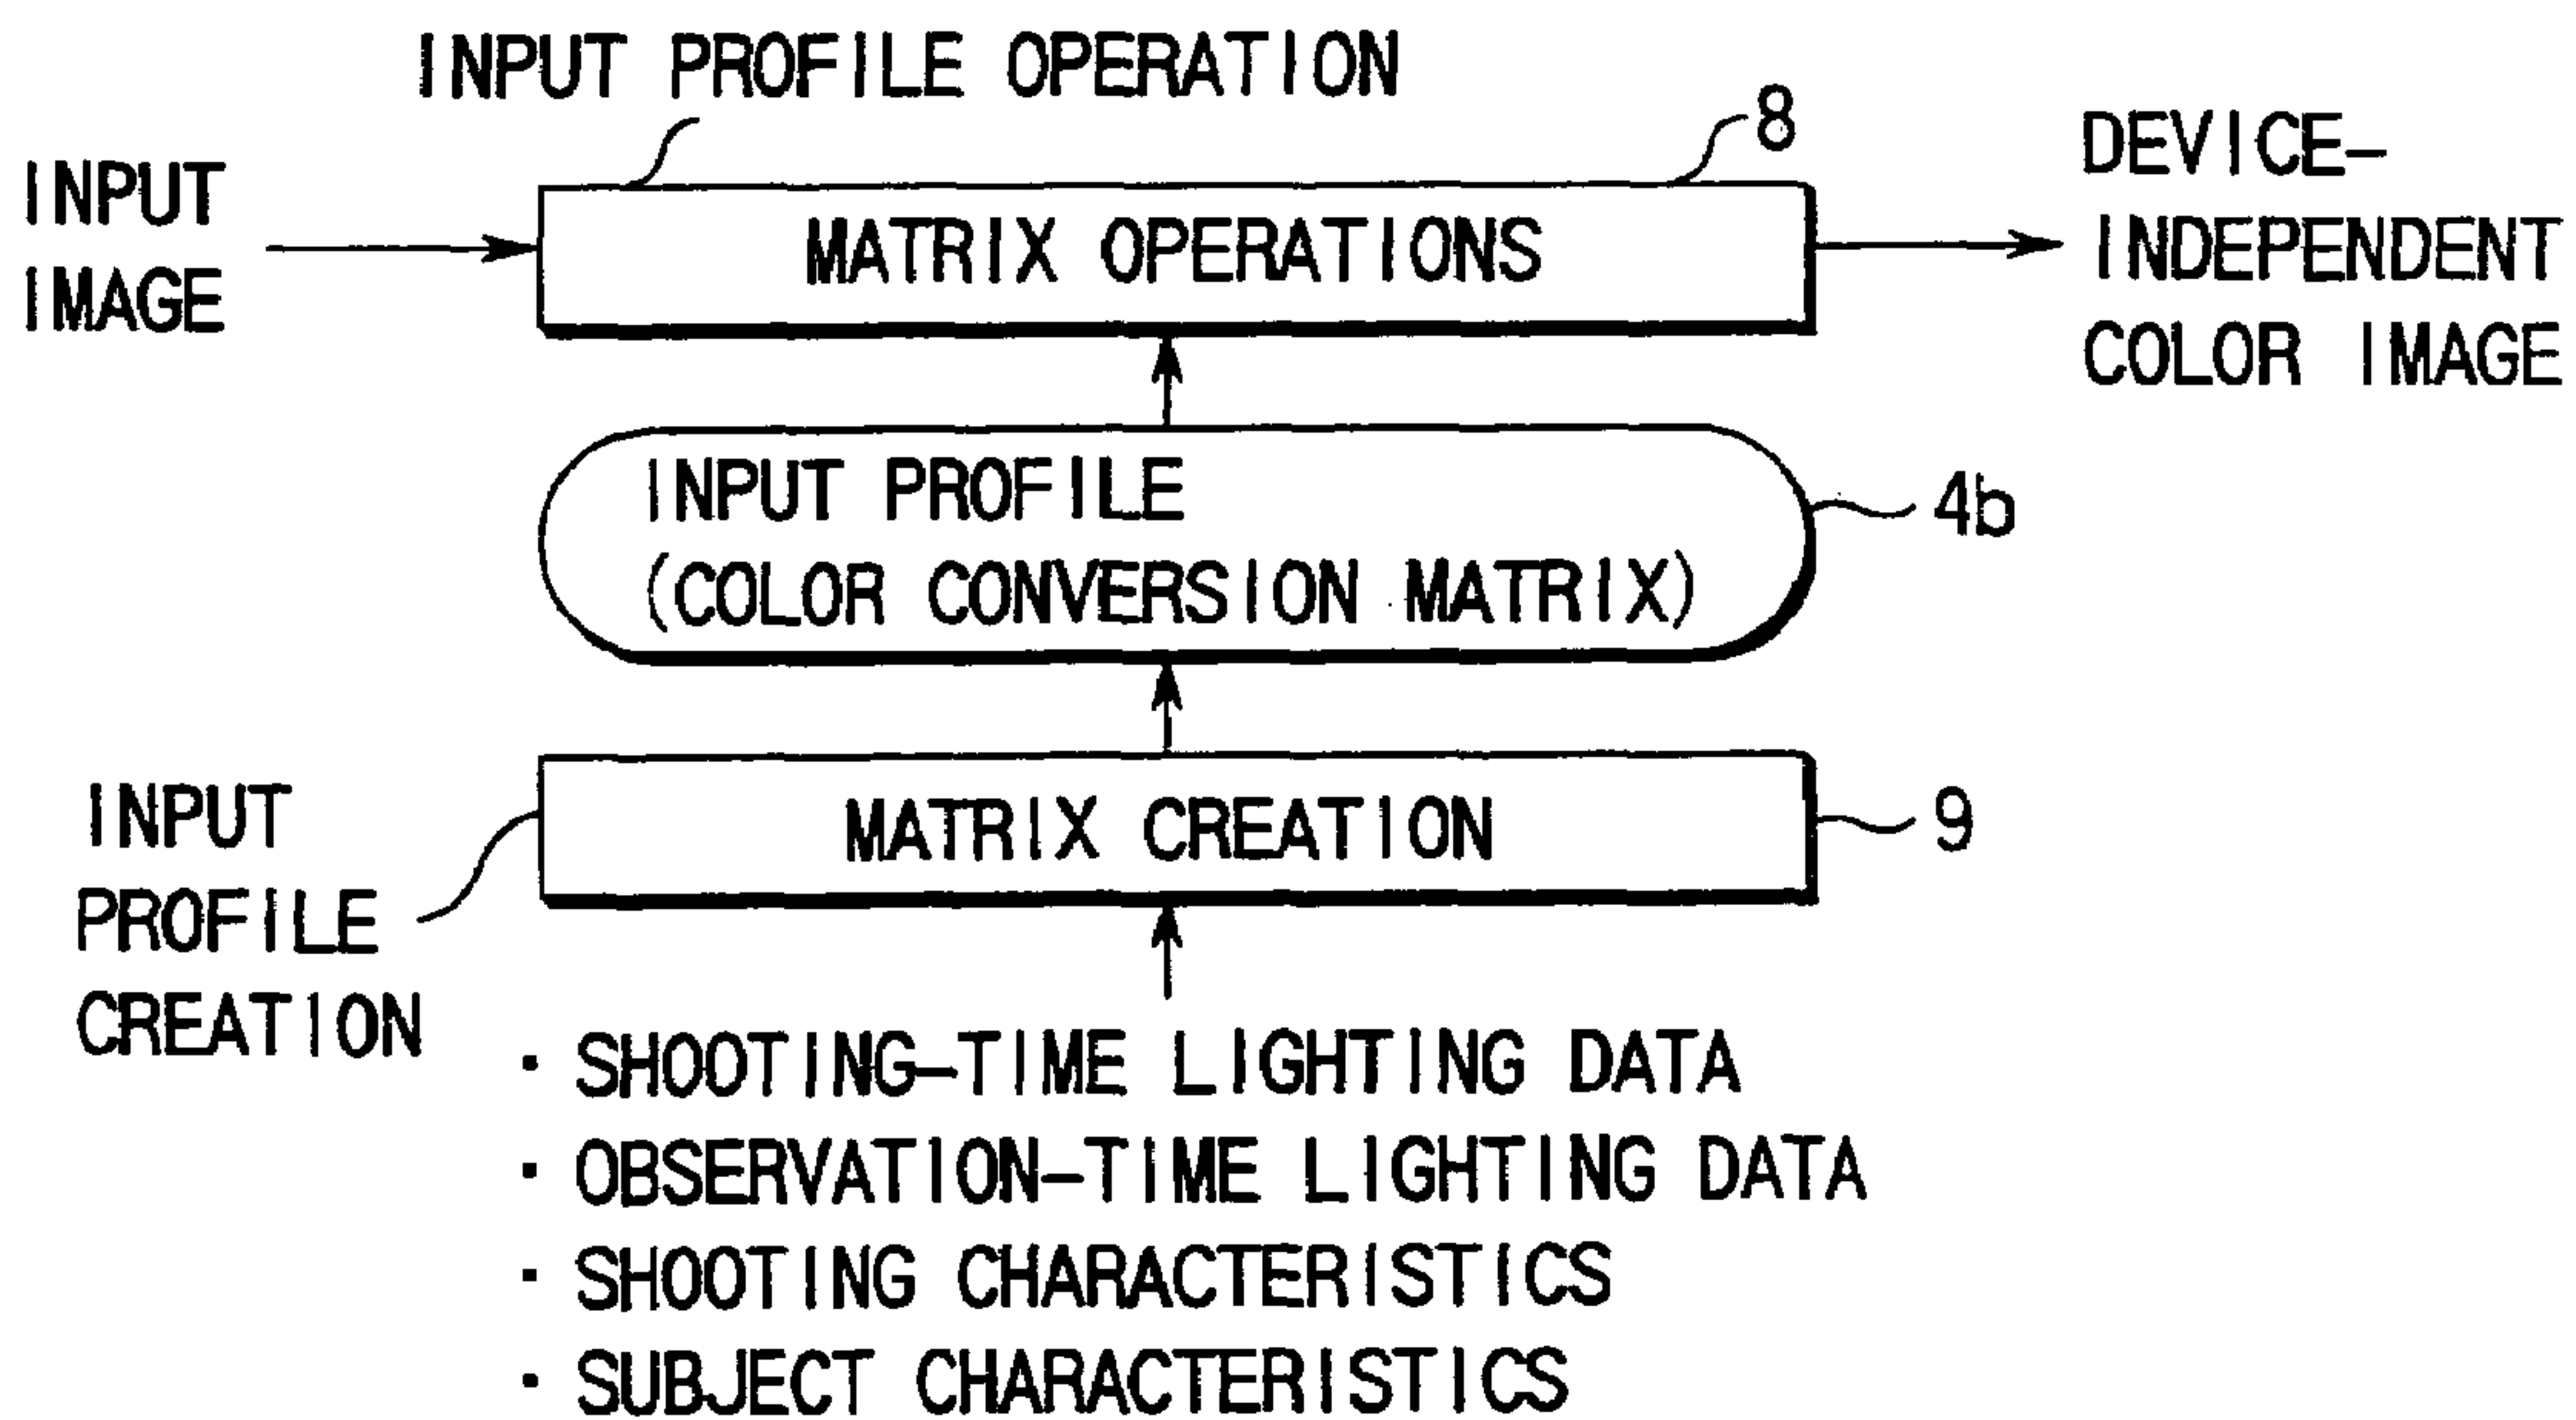 INPUT PROFILE OPERATION
8
INPUT
IMAGE
MATRIX OPERATIONS
DEVICE-
INDEPENDENT
COLOR IMAGE
INPUT PROFILE
(COLOR CONVERSION MATRIX)
4b
INPUT
PROFILE
CREATION
MATRIX CREATION
9
· SHOOTING-TIME LIGHTING DATA
· OBSERVATION-TIME LIGHTING DATA
· SHOOTING CHARACTERISTICS
· SUBJECT CHARACTERISTICS